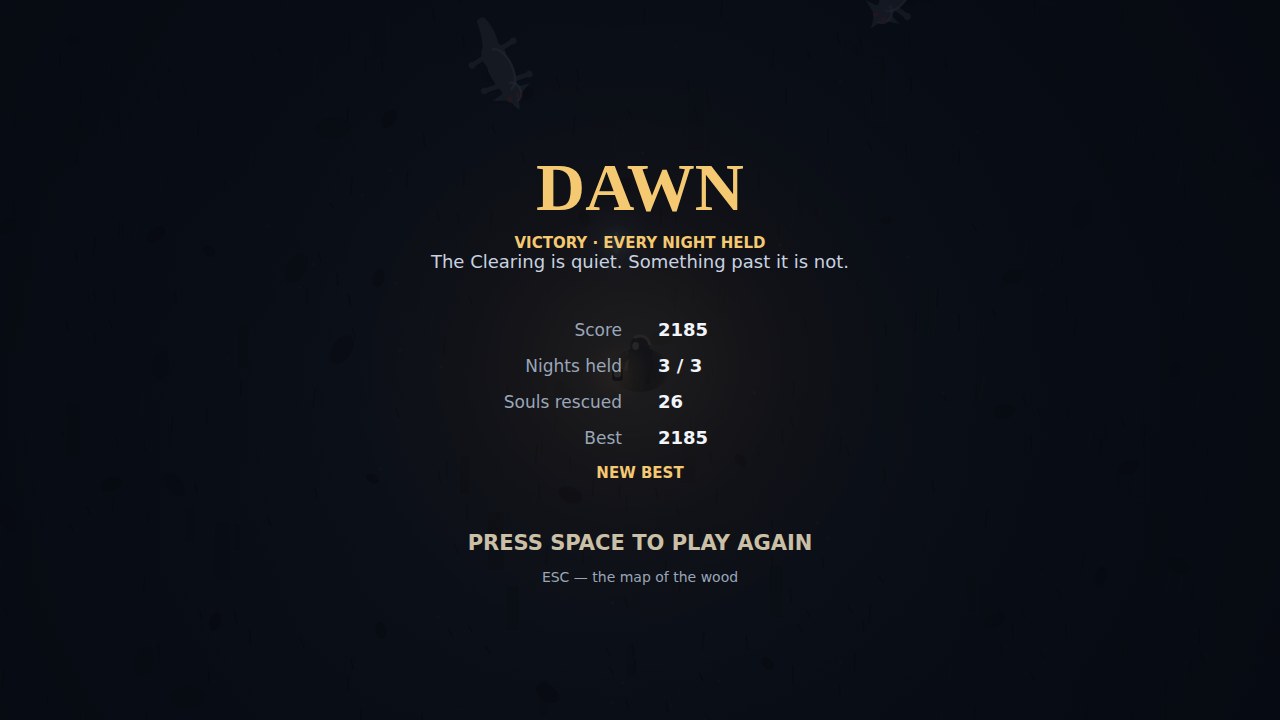 DAWN
VICTORY · EVERY NIGHT HELD
The Clearing is quiet. Something past it is not.
Score 2185
Nights held 3 / 3
Souls rescued 26
Best 2185
NEW BEST
PRESS SPACE TO PLAY AGAIN
ESC — the map of the wood